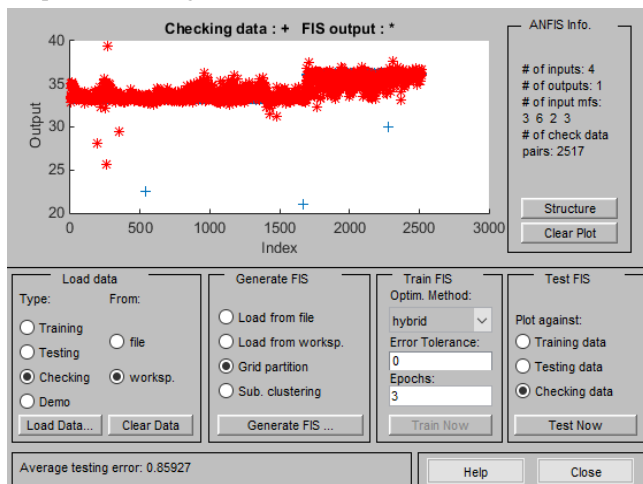 Checking data : + FIS output : *
40
35
30
25
20
Output
0 500 1000 1500 2000 2500 3000
Index
ANFIS Info.
# of inputs: 4
# of outputs: 1
# of input mfs:
3 6 2 3
# of check data
pairs: 2517
Structure
Clear Plot
Load data
Type: From:
Training
Testing
Checking
Demo
file
worksp.
Load Data...
Clear Data
Generate FIS
Load from file
Load from worksp.
Grid partition
Sub. clustering
Generate FIS ...
Train FIS
Optim. Method:
hybrid
Error Tolerance:
0
Epochs:
3
Train Now
Test FIS
Plot against:
Training data
Testing data
Checking data
Test Now
Average testing error: 0.85927
Help
Close